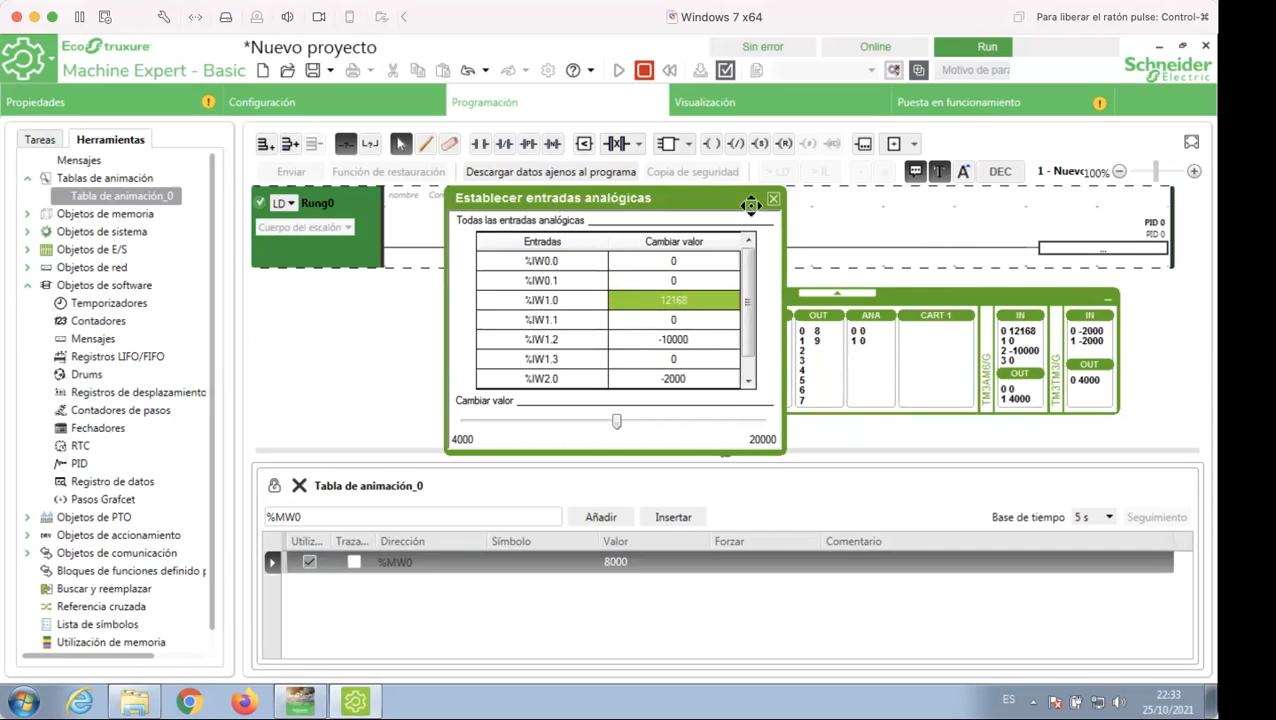 Windows 7 x64
Para liberar el ratón pulse: Control-⌘
EcoStruxure
Machine Expert - Basic
*Nuevo proyecto
Sin error
Online
Run
Schneider
Electric
Propiedades
Configuración
Programación
Visualización
Puesta en funcionamiento
Tareas
Herramientas
Mensajes
Tablas de animación
Tabla de animación_0
Objetos de memoria
Objetos de sistema
Objetos de E/S
Objetos de red
Objetos de software
Temporizadores
Contadores
Mensajes
Registros LIFO/FIFO
Drums
Registros de desplazamiento
Contadores de pasos
Fechadores
RTC
PID
Registro de datos
Pasos Grafcet
Objetos de PTO
Objetos de accionamiento
Objetos de comunicación
Bloques de funciones definido p
Buscar y reemplazar
Referencia cruzada
Lista de símbolos
Utilización de memoria
Enviar
Función de restauración
Descargar datos ajenos al programa
Copia de seguridad
> LD
> IL
DEC
1 - Nuevo
100%
LD
Rung0
nombre
Cuerpo del escalón
PID 0
PID 0
...
Establecer entradas analógicas
Todas las entradas analógicas
Entradas Cambiar valor
%IW0.0 0
%IW0.1 0
%IW1.0 12168
%IW1.1 0
%IW1.2 -10000
%IW1.3 0
%IW2.0 -2000
Cambiar valor
4000 20000
OUT
0 8
1 9
2
3
4
5
6
7
ANA
0 0
1 0
CART 1
TM3AM6/G
IN
0 12168
1 0
2 -10000
3 0
OUT
0 0
1 4000
TM3TM3/G
IN
0 -2000
1 -2000
OUT
0 4000
Tabla de animación_0
%MW0
Añadir
Insertar
Base de tiempo
5 s
Seguimiento
Utiliz... Traza... Dirección Símbolo Valor Forzar Comentario
%MW0 8000
ES
22:33
25/10/2021